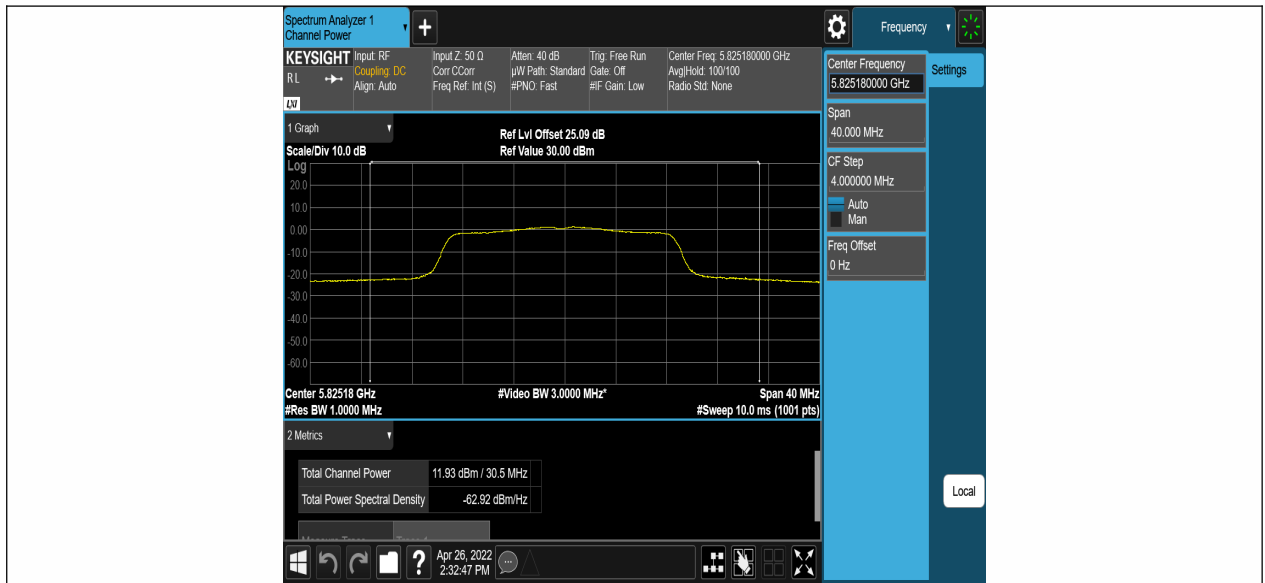 Spectrum Analyzer 1
Channel Power
+
Frequency
KEYSIGHT
RL
LXI
Input: RF
Coupling: DC
Align: Auto
Input Z: 50 Ω
Corr CCorr
Freq Ref: Int (S)
Atten: 40 dB
µW Path: Standard
#PNO: Fast
Trig: Free Run
Gate: Off
#IF Gain: Low
Center Freq: 5.825180000 GHz
Avg|Hold: 100/100
Radio Std: None
Center Frequency
5.825180000 GHz
Settings
Span
40.000 MHz
CF Step
4.000000 MHz
Auto
Man
Freq Offset
0 Hz
Local
1 Graph
Scale/Div 10.0 dB
Ref Lvl Offset 25.09 dB
Ref Value 30.00 dBm
Log
20.0
10.0
0.00
-10.0
-20.0
-30.0
-40.0
-50.0
-60.0
Center 5.82518 GHz
#Video BW 3.0000 MHz*
Span 40 MHz
#Res BW 1.0000 MHz
#Sweep 10.0 ms (1001 pts)
2 Metrics
Total Channel Power 11.93 dBm / 30.5 MHz
Total Power Spectral Density -62.92 dBm/Hz
?
Apr 26, 2022
2:32:47 PM